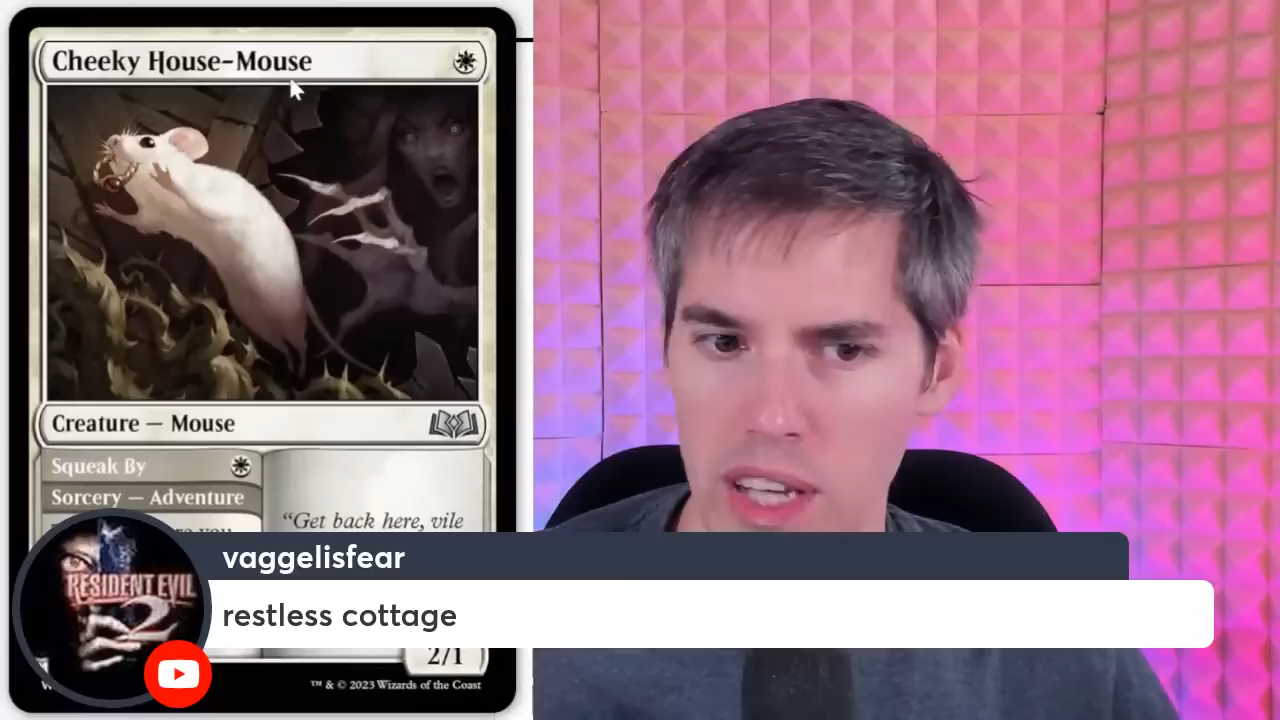 Cheeky House-Mouse
Creature — Mouse
Squeak By
Sorcery — Adventure
you
“Get back here, vile
vaggelisfear
RESIDENT EVIL
2
restless cottage
2/1
™ & © 2023 Wizards of the Coast